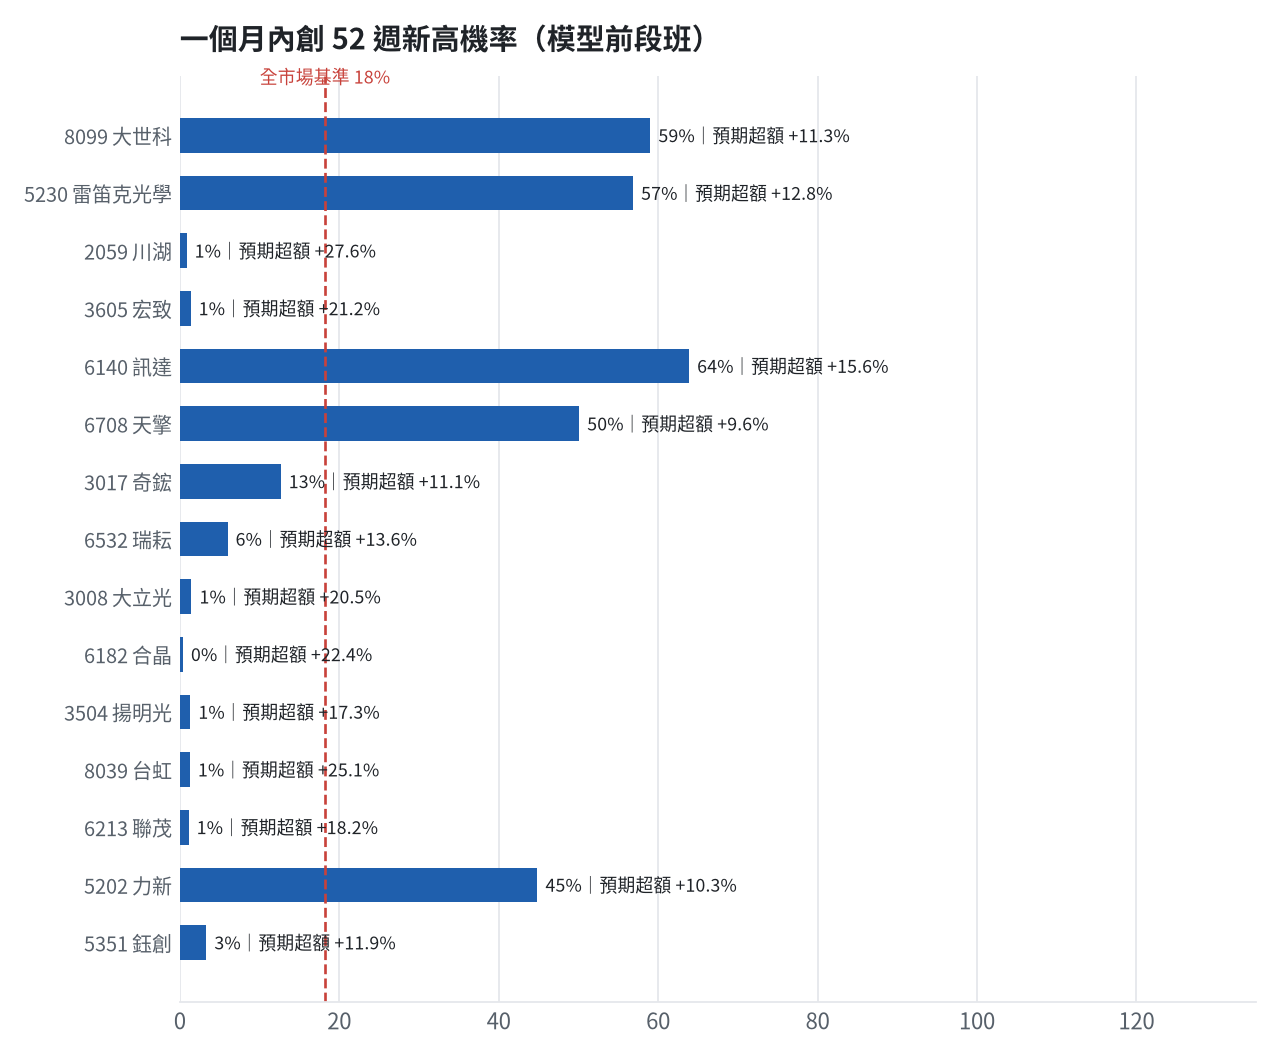 一個月內創 52 週新高機率（模型前段班）
全市場基準 18%
8099 大世科 59%｜預期超額 +11.3%
5230 雷笛克光學 57%｜預期超額 +12.8%
2059 川湖 1%｜預期超額 +27.6%
3605 宏致 1%｜預期超額 +21.2%
6140 訊達 64%｜預期超額 +15.6%
6708 天擎 50%｜預期超額 +9.6%
3017 奇鋐 13%｜預期超額 +11.1%
6532 瑞耘 6%｜預期超額 +13.6%
3008 大立光 1%｜預期超額 +20.5%
6182 合晶 0%｜預期超額 +22.4%
3504 揚明光 1%｜預期超額 +17.3%
8039 台虹 1%｜預期超額 +25.1%
6213 聯茂 1%｜預期超額 +18.2%
5202 力新 45%｜預期超額 +10.3%
5351 鈺創 3%｜預期超額 +11.9%
0 20 40 60 80 100 120